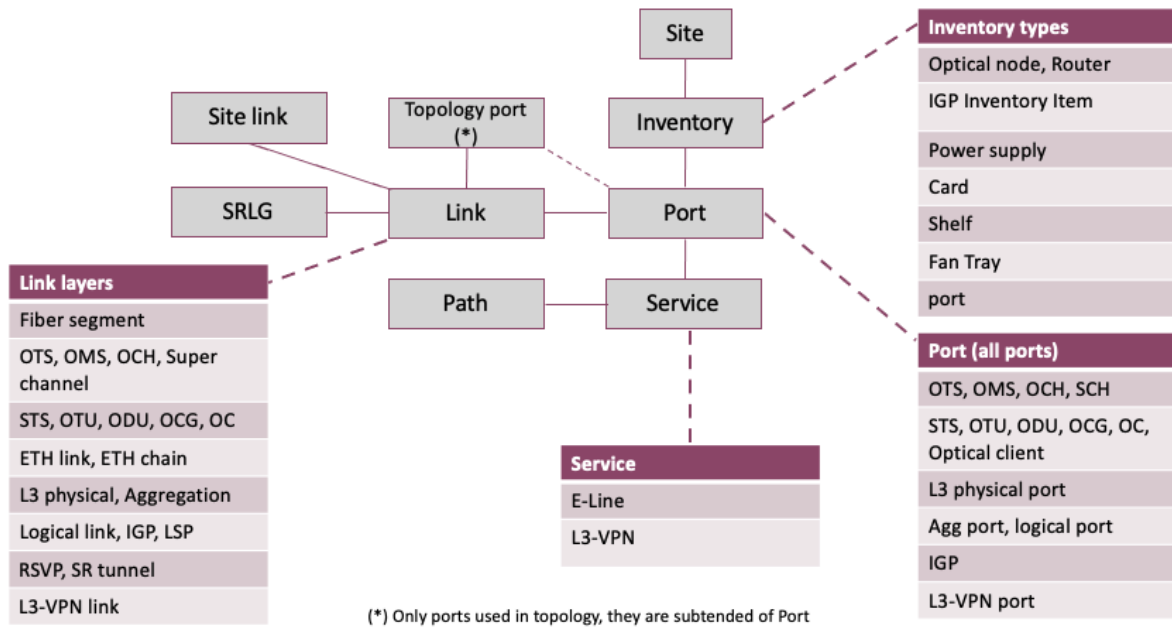 Site
Site link
Topology port
(*)
Inventory
SRLG
Link
Port
Path
Service
Link layers
Fiber segment
OTS, OMS, OCH, Super
channel
STS, OTU, ODU, OCG, OC
ETH link, ETH chain
L3 physical, Aggregation
Logical link, IGP, LSP
RSVP, SR tunnel
L3-VPN link
Service
E-Line
L3-VPN
Inventory types
Optical node, Router
IGP Inventory Item
Power supply
Card
Shelf
Fan Tray
port
Port (all ports)
OTS, OMS, OCH, SCH
STS, OTU, ODU, OCG, OC,
Optical client
L3 physical port
Agg port, logical port
IGP
L3-VPN port
(*) Only ports used in topology, they are subtended of Port